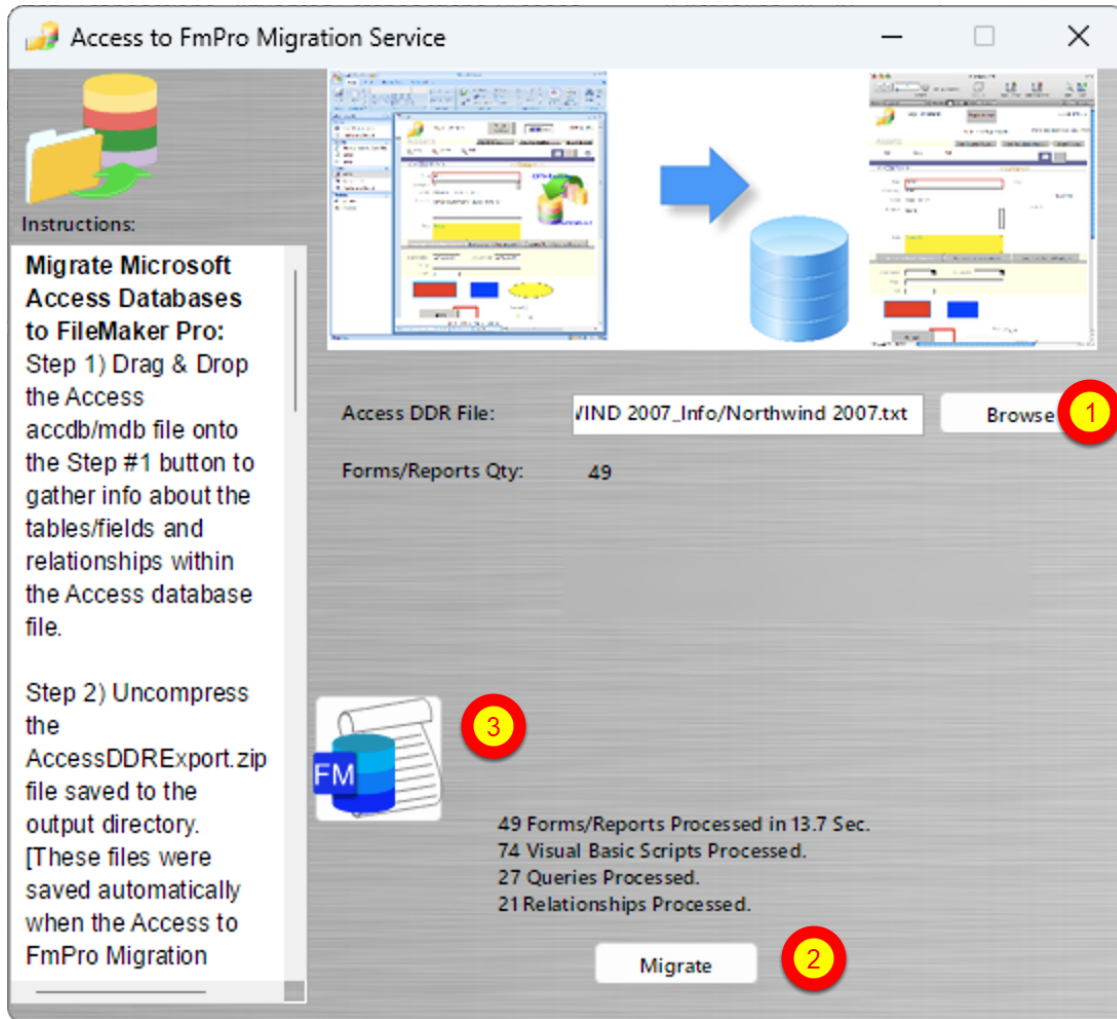 Access to FmPro Migration Service
Instructions:
Migrate Microsoft
Access Databases
to FileMaker Pro:
Step 1) Drag & Drop
the Access
accdb/mdb file onto
the Step #1 button to
gather info about the
tables/fields and
relationships within
the Access database
file.
Step 2) Uncompress
the
AccessDDRExport.zip
file saved to the
output directory.
[These files were
saved automatically
when the Access to
FmPro Migration
Access DDR File:
2007_Info/Northwind 2007.txt
Browse
1
Forms/Reports Qty:
49
3
FM
49 Forms/Reports Processed in 13.7 Sec.
74 Visual Basic Scripts Processed.
27 Queries Processed.
21 Relationships Processed.
Migrate
2